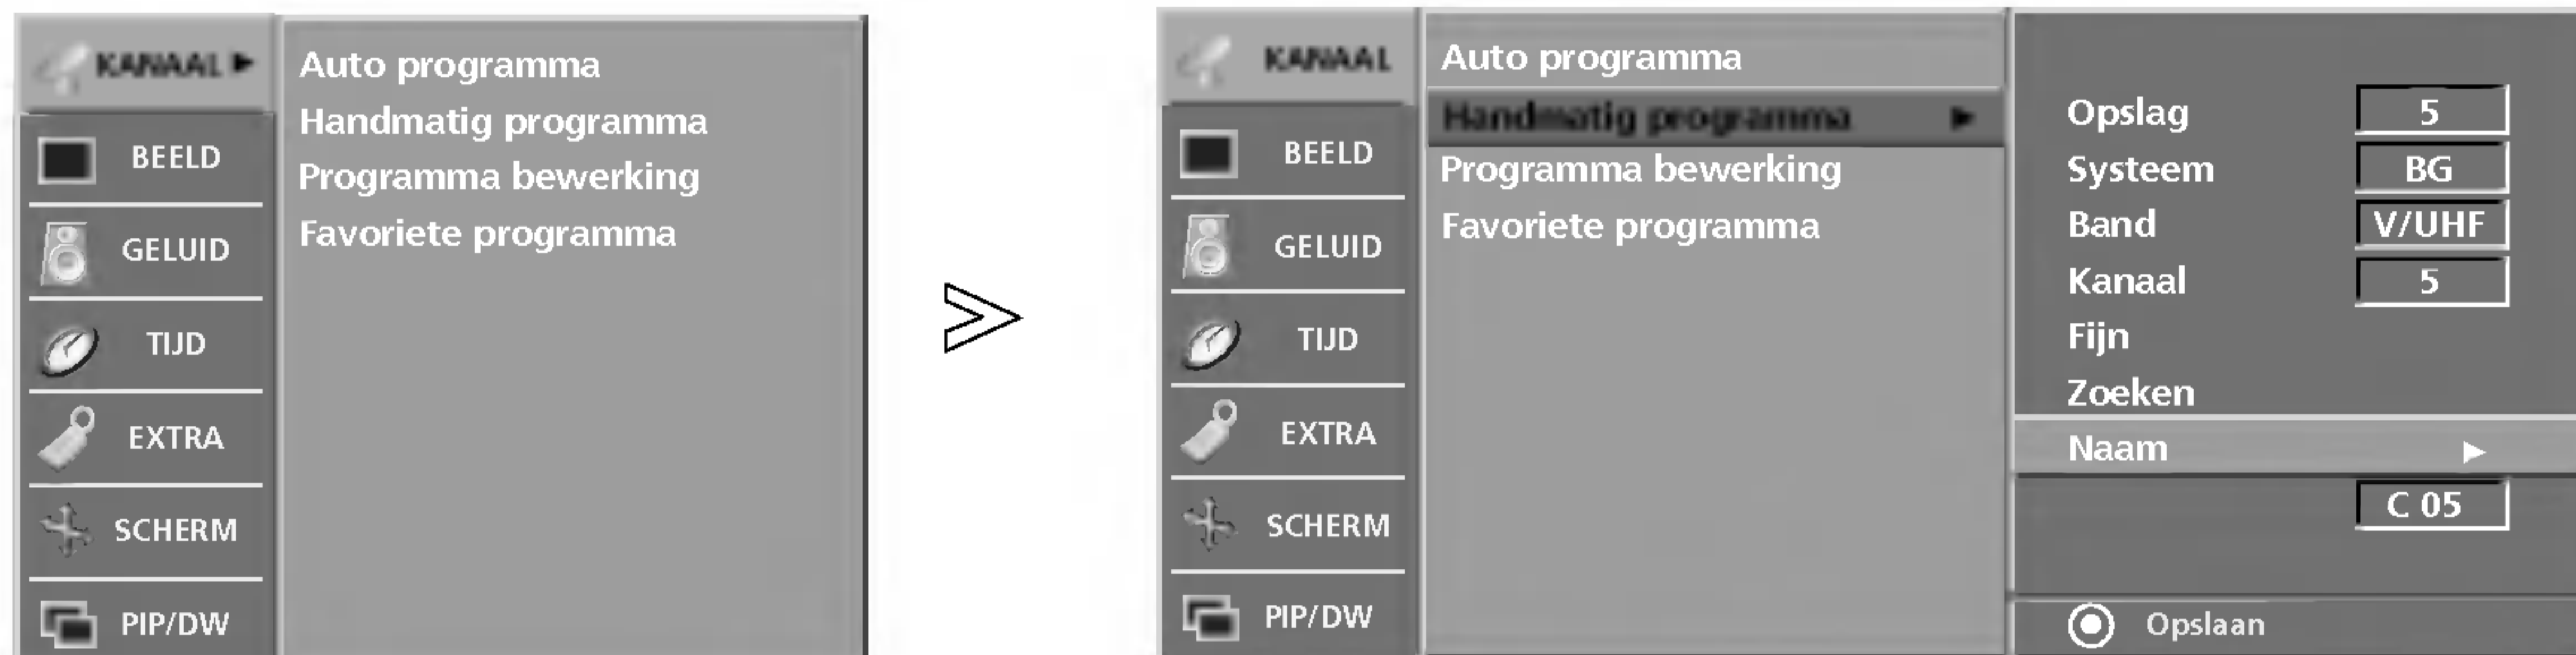 KANAAL ►
BEELD
GELUID
TIJD
EXTRA
SCHERM
PIP/DW
Auto programma
Handmatig programma
Programma bewerking
Favoriete programma
KANAAL
BEELD
GELUID
TIJD
EXTRA
SCHERM
PIP/DW
Auto programma
Handmatig programma ►
Programma bewerking
Favoriete programma
Opslag 5
Systeem BG
Band V/UHF
Kanaal 5
Fijn
Zoeken
Naam ►
C 05
Opslaan